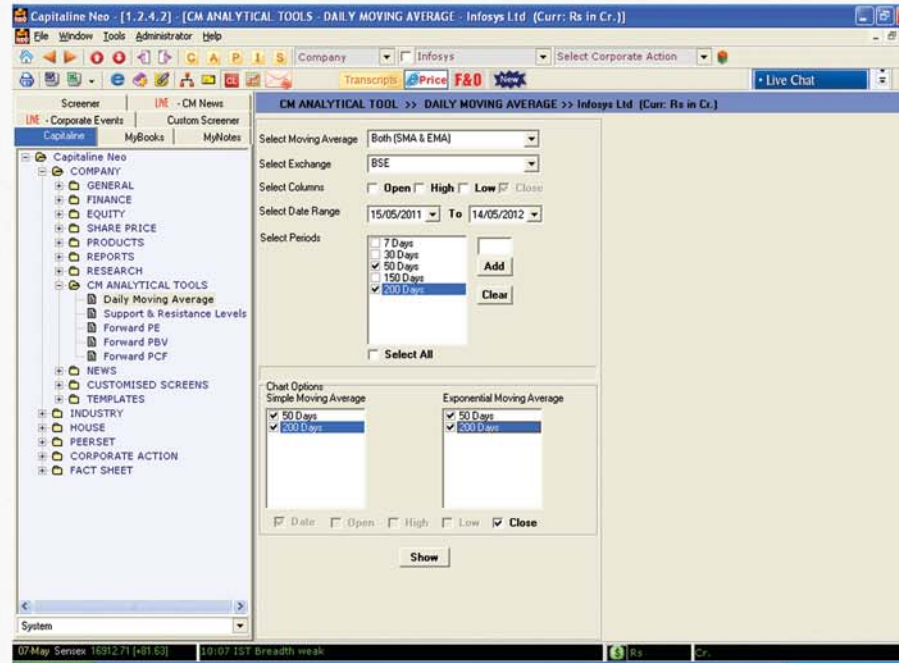 Capitaline Neo - [1.2.4.2] - [CM ANALYTICAL TOOLS - DAILY MOVING AVERAGE - Infosys Ltd (Curr: Rs in Cr.)]
File Window Tools Administrator Help
C A P I S Company Infosys Select Corporate Action
CL Transcripts Price F&O New • Live Chat
Screener LIVE - CM News
LIVE - Corporate Events Custom Screener
Capitaline MyBooks MyNotes
Capitaline Neo
COMPANY
GENERAL
FINANCE
EQUITY
SHARE PRICE
PRODUCTS
REPORTS
RESEARCH
CM ANALYTICAL TOOLS
Daily Moving Average
Support & Resistance Levels
Forward PE
Forward PBV
Forward PCF
NEWS
CUSTOMISED SCREENS
TEMPLATES
INDUSTRY
HOUSE
PEERSET
CORPORATE ACTION
FACT SHEET
System
CM ANALYTICAL TOOL >> DAILY MOVING AVERAGE >> Infosys Ltd (Cur: Rs in Cr.)
Select Moving Average Both (SMA & EMA)
Select Exchange BSE
Select Columns Open High Low Close
Select Date Range 15/05/2011 To 14/05/2012
Select Periods
7 Days
30 Days
50 Days
150 Days
200 Days
Add
Clear
Select All
Chart Options
Simple Moving Average Exponential Moving Average
50 Days 50 Days
200 Days 200 Days
Date Open High Low Close
Show
07-May Sensex 16912.71 [+81.63] 10:07 IST Breadth weak $ Rs Cr.